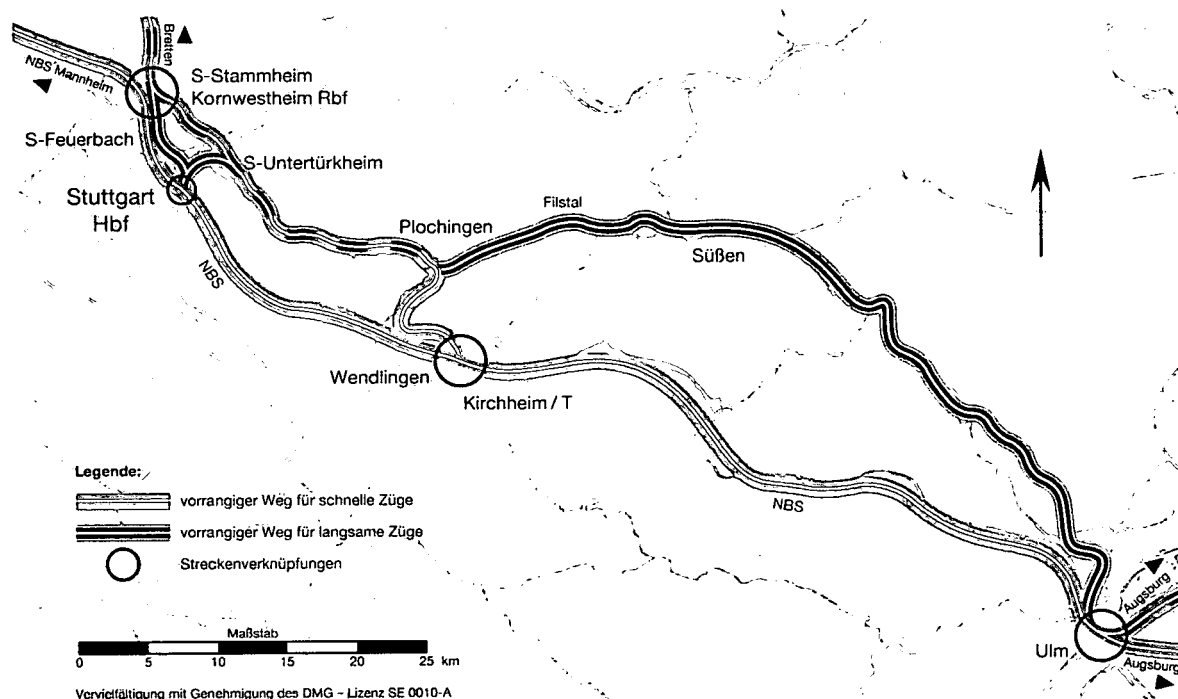 Bretten
NBS Mannheim
S-Stammheim
Kornwestheim Rbf
S-Feuerbach
S-Untertürkheim
Stuttgart
Hbf
Plochingen
Filstal
Süßen
NBS
Wendlingen
Kirchheim / T
NBS
Legende:
vorrangiger Weg für schnelle Züge
vorrangiger Weg für langsame Züge
Streckenverknüpfungen
Maßstab
0 5 10 15 20 25 km
Vervielfältigung mit Genehmigung des DMG - Lizenz SE 0010-A
Ulm
Augsburg
Augsburg